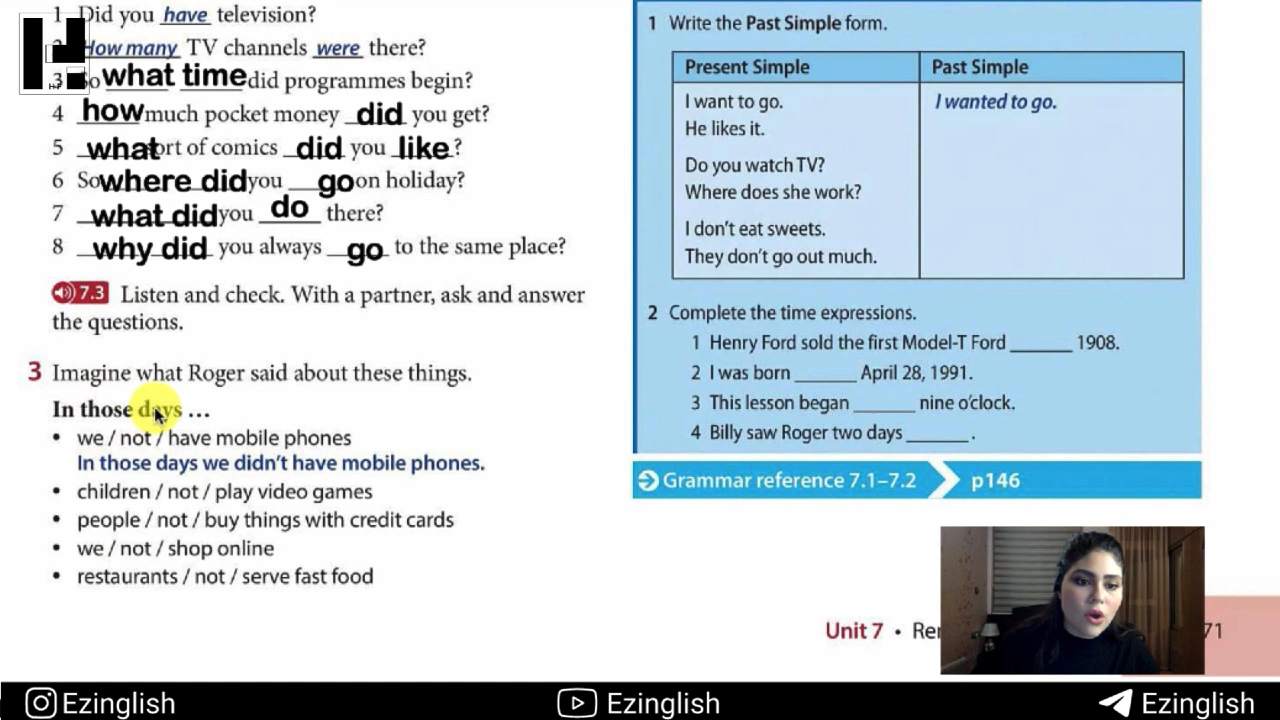 1 Did you have television?
2 How many TV channels were there?
3 So what time did programmes begin?
4 how much pocket money did you get?
5 what ort of comics did you like ?
6 So where did you go on holiday?
7 what did you do there?
8 why did you always go to the same place?
7.3 Listen and check. With a partner, ask and answer
the questions.
3 Imagine what Roger said about these things.
In those days …
• we / not / have mobile phones
In those days we didn't have mobile phones.
• children / not / play video games
• people / not / buy things with credit cards
• we / not / shop online
• restaurants / not / serve fast food
1 Write the Past Simple form.
Present Simple Past Simple
I want to go. I wanted to go.
He likes it.
Do you watch TV?
Where does she work?
I don't eat sweets.
They don't go out much.
2 Complete the time expressions.
1 Henry Ford sold the first Model-T Ford ______ 1908.
2 I was born ______ April 28, 1991.
3 This lesson began ______ nine o'clock.
4 Billy saw Roger two days ______ .
Grammar reference 7.1–7.2 p146
Unit 7 • 71
Ezinglish Ezinglish Ezinglish